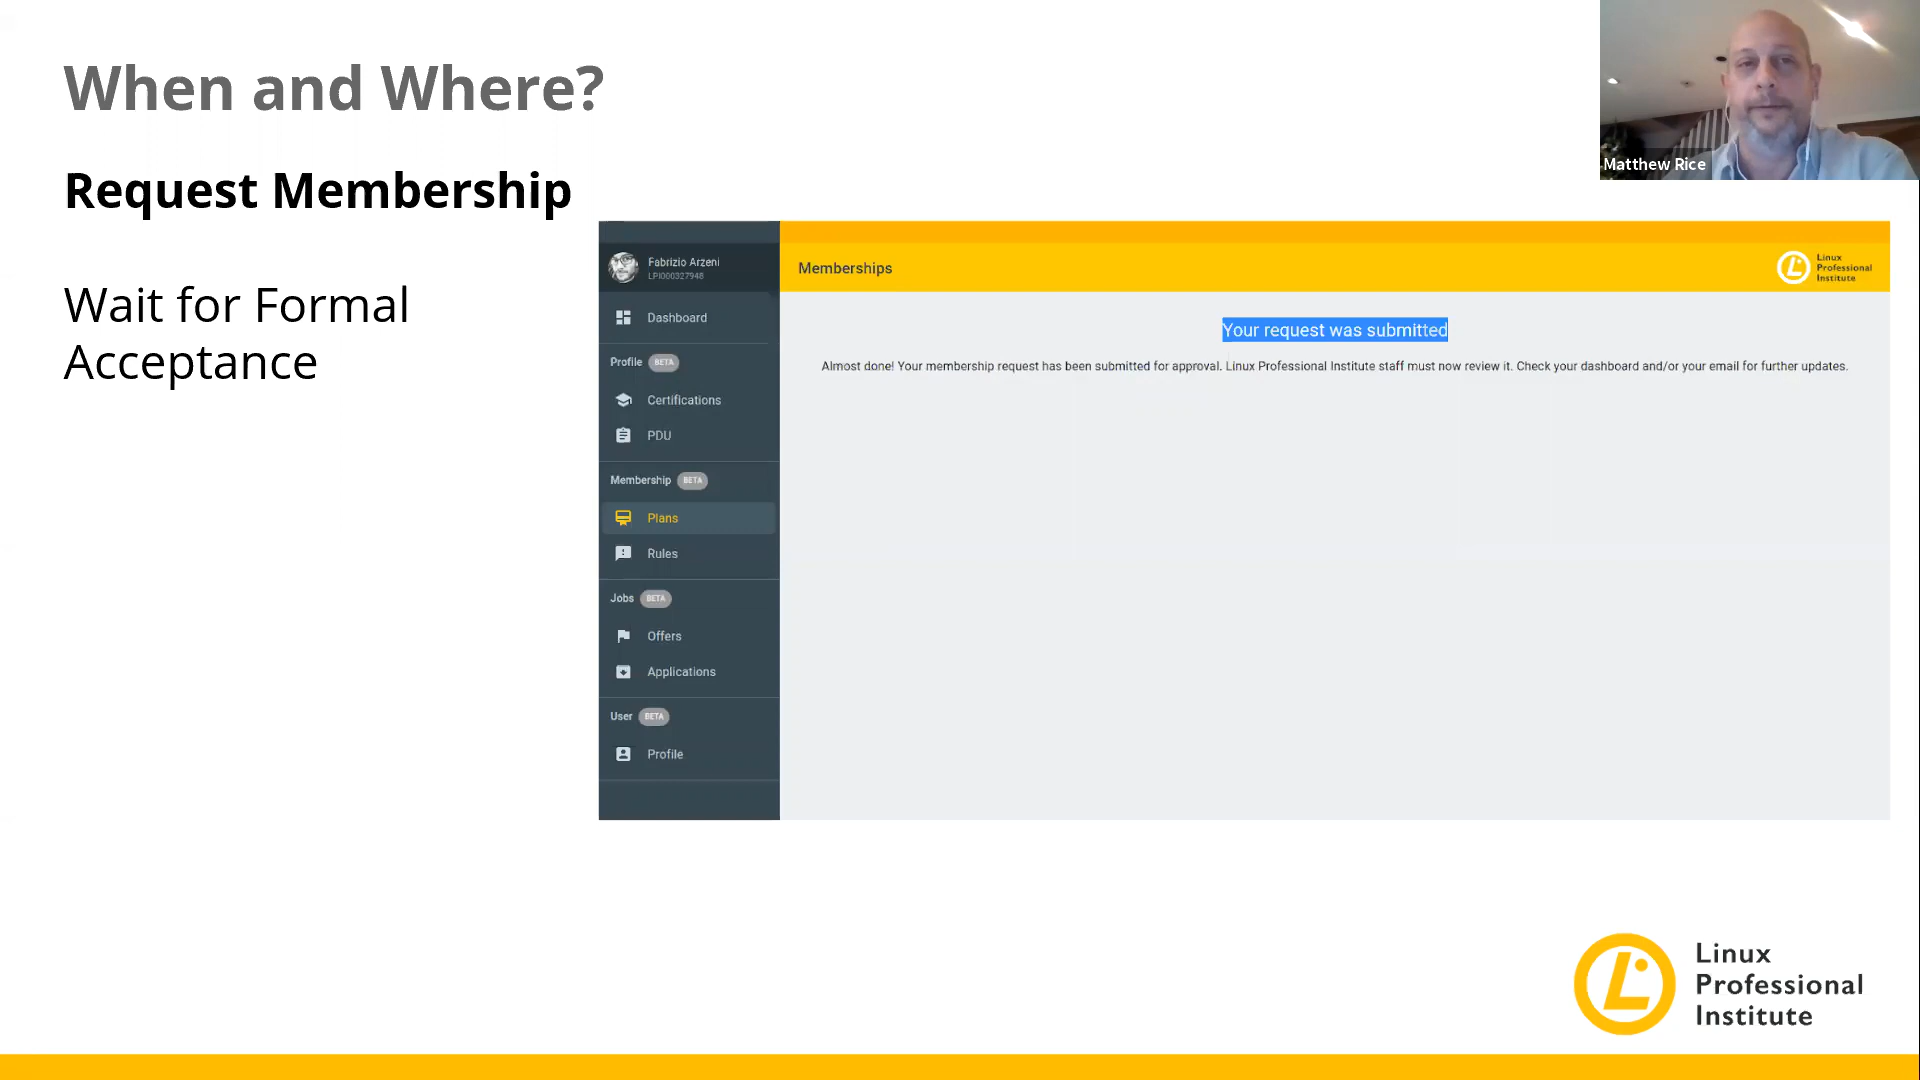 When and Where?
Matthew Rice
Request Membership
Wait for Formal
Acceptance
Fabrizio Arzeni
LPI000327948
Memberships
Linux
Professional
Institute
Dashboard
Your request was submitted
Almost done! Your membership request has been submitted for approval. Linux Professional Institute staff must now review it. Check your dashboard and/or your email for further updates.
Profile BETA
Certifications
PDU
Membership BETA
Plans
Rules
Jobs BETA
Offers
Applications
User BETA
Profile
Linux
Professional
Institute